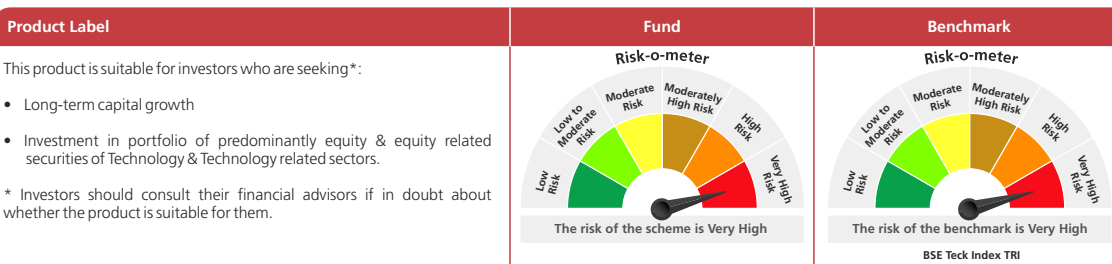 Product Label
Fund
Benchmark
This product is suitable for investors who are seeking*:
• Long-term capital growth
• Investment in portfolio of predominantly equity & equity related
securities of Technology & Technology related sectors.
* Investors should consult their financial advisors if in doubt about
whether the product is suitable for them.
Risk-o-meter
Low
Risk
Low to
Moderate
Risk
Moderate
Risk
Moderately
High Risk
High
Risk
Very High
Risk
The risk of the scheme is Very High
Risk-o-meter
Low
Risk
Low to
Moderate
Risk
Moderate
Risk
Moderately
High Risk
High
Risk
Very High
Risk
The risk of the benchmark is Very High
BSE Teck Index TRI